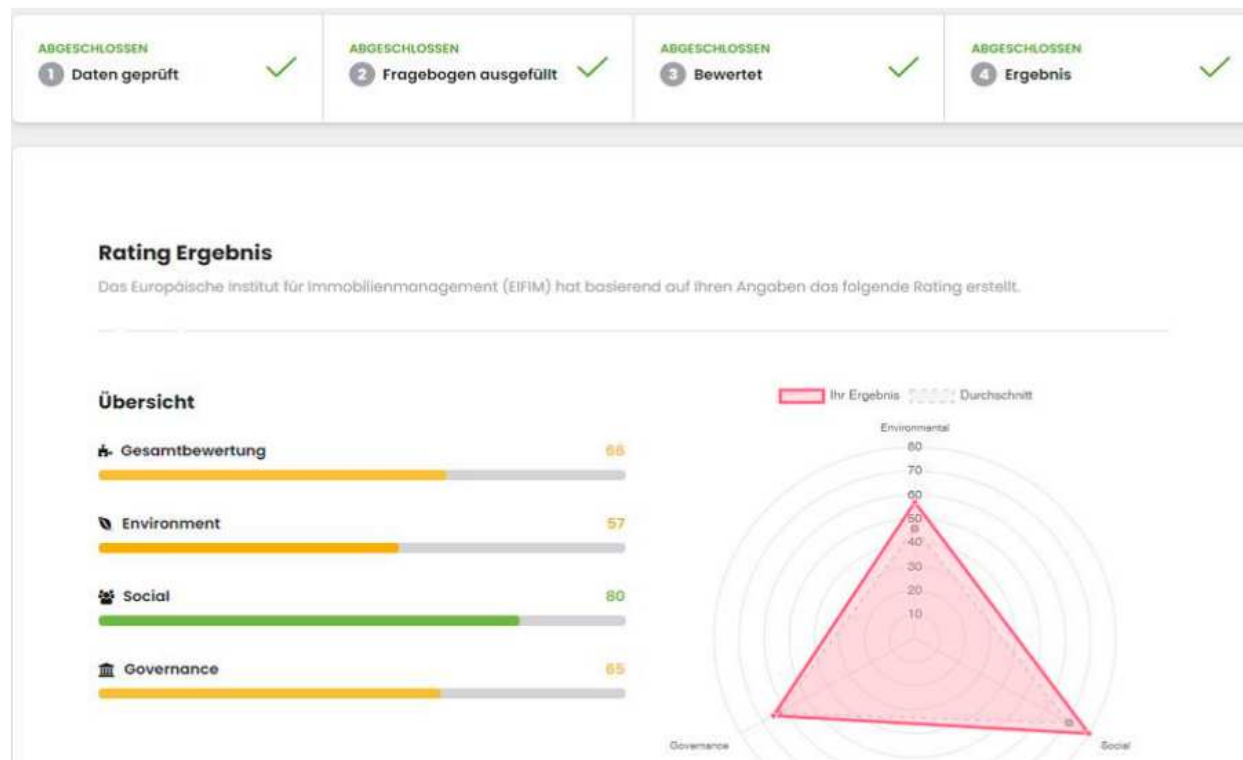 ABGESCHLOSSEN
1 Daten geprüft
ABGESCHLOSSEN
2 Fragebogen ausgefüllt
ABGESCHLOSSEN
3 Bewertet
ABGESCHLOSSEN
4 Ergebnis
Rating Ergebnis
Das Europäische Institut für Immobilienmanagement (EIFIM) hat basierend auf Ihren Angaben das folgende Rating erstellt.
Übersicht
Gesamtbewertung 66
Environment 57
Social 80
Governance 65
Ihr Ergebnis Durchschnitt
Environmental
80
70
60
50
40
30
20
10
Governance
Social